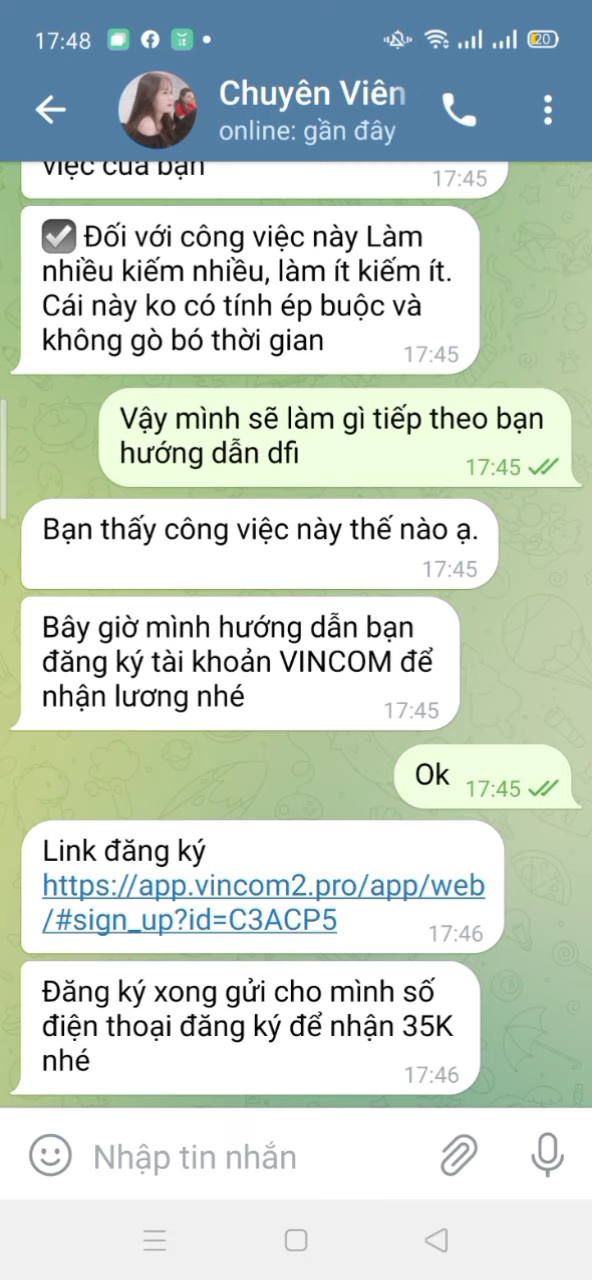 17:48
20
Chuyên Viên
online: gần đây
việc của bạn
17:45
Đối với công việc này Làm
nhiều kiếm nhiều, làm ít kiếm ít.
Cái này ko có tính ép buộc và
không gò bó thời gian
17:45
Vậy mình sẽ làm gì tiếp theo bạn
hướng dẫn dfi
17:45
Bạn thấy công việc này thế nào ạ.
17:45
Bây giờ mình hướng dẫn bạn
đăng ký tài khoản VINCOM để
nhận lương nhé
17:45
Ok
17:45
Link đăng ký
https://app.vincom2.pro/app/web
/#sign_up?id=C3ACP5
17:46
Đăng ký xong gửi cho mình số
điện thoại đăng ký để nhận 35K
nhé
17:46
Nhập tin nhắn